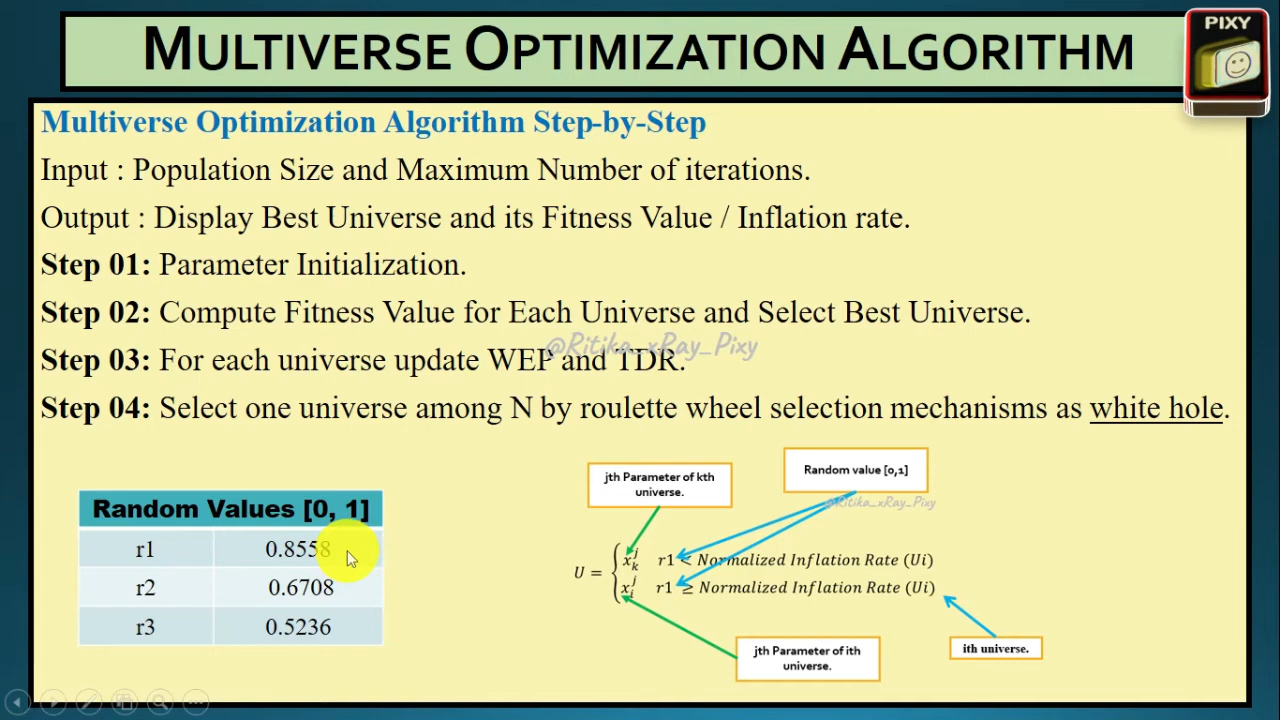 MULTIVERSE OPTIMIZATION ALGORITHM
PIXY
Multiverse Optimization Algorithm Step-by-Step
Input : Population Size and Maximum Number of iterations.
Output : Display Best Universe and its Fitness Value / Inflation rate.
Step 01: Parameter Initialization.
Step 02: Compute Fitness Value for Each Universe and Select Best Universe.
@Ritika_xRay_Pixy
Step 03: For each universe update WEP and TDR.
Step 04: Select one universe among N by roulette wheel selection mechanisms as white hole.
Random Values [0, 1]
r1 0.8558
r2 0.6708
r3 0.5236
jth Parameter of kth
universe.
Random value [0,1]
@Ritika_xRay_Pixy
U = { x_k^j r1 < Normalized Inflation Rate (Ui)
x_i^j r1 ≥ Normalized Inflation Rate (Ui)
jth Parameter of ith
universe.
ith universe.